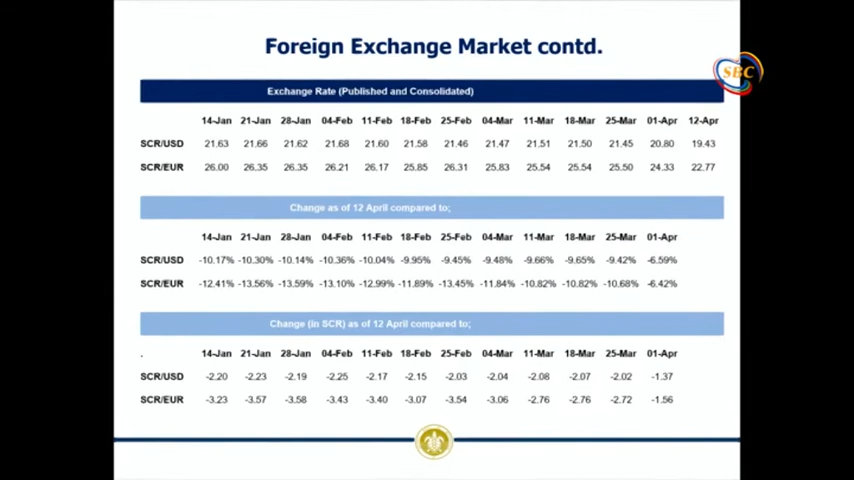 Foreign Exchange Market contd.
SBC
Exchange Rate (Published and Consolidated)
14-Jan 21-Jan 28-Jan 04-Feb 11-Feb 18-Feb 25-Feb 04-Mar 11-Mar 18-Mar 25-Mar 01-Apr 12-Apr
SCR/USD 21.63 21.66 21.62 21.68 21.60 21.58 21.46 21.47 21.51 21.50 21.45 20.80 19.43
SCR/EUR 26.00 26.35 26.35 26.21 26.17 25.85 26.31 25.83 25.54 25.54 25.50 24.33 22.77
Change as of 12 April compared to;
14-Jan 21-Jan 28-Jan 04-Feb 11-Feb 18-Feb 25-Feb 04-Mar 11-Mar 18-Mar 25-Mar 01-Apr
SCR/USD -10.17% -10.30% -10.14% -10.36% -10.04% -9.95% -9.45% -9.48% -9.66% -9.65% -9.42% -6.59%
SCR/EUR -12.41% -13.56% -13.59% -13.10% -12.99% -11.89% -13.45% -11.84% -10.82% -10.82% -10.68% -6.42%
Change (in SCR) as of 12 April compared to;
. 14-Jan 21-Jan 28-Jan 04-Feb 11-Feb 18-Feb 25-Feb 04-Mar 11-Mar 18-Mar 25-Mar 01-Apr
SCR/USD -2.20 -2.23 -2.19 -2.25 -2.17 -2.15 -2.03 -2.04 -2.08 -2.07 -2.02 -1.37
SCR/EUR -3.23 -3.57 -3.58 -3.43 -3.40 -3.07 -3.54 -3.06 -2.76 -2.76 -2.72 -1.56